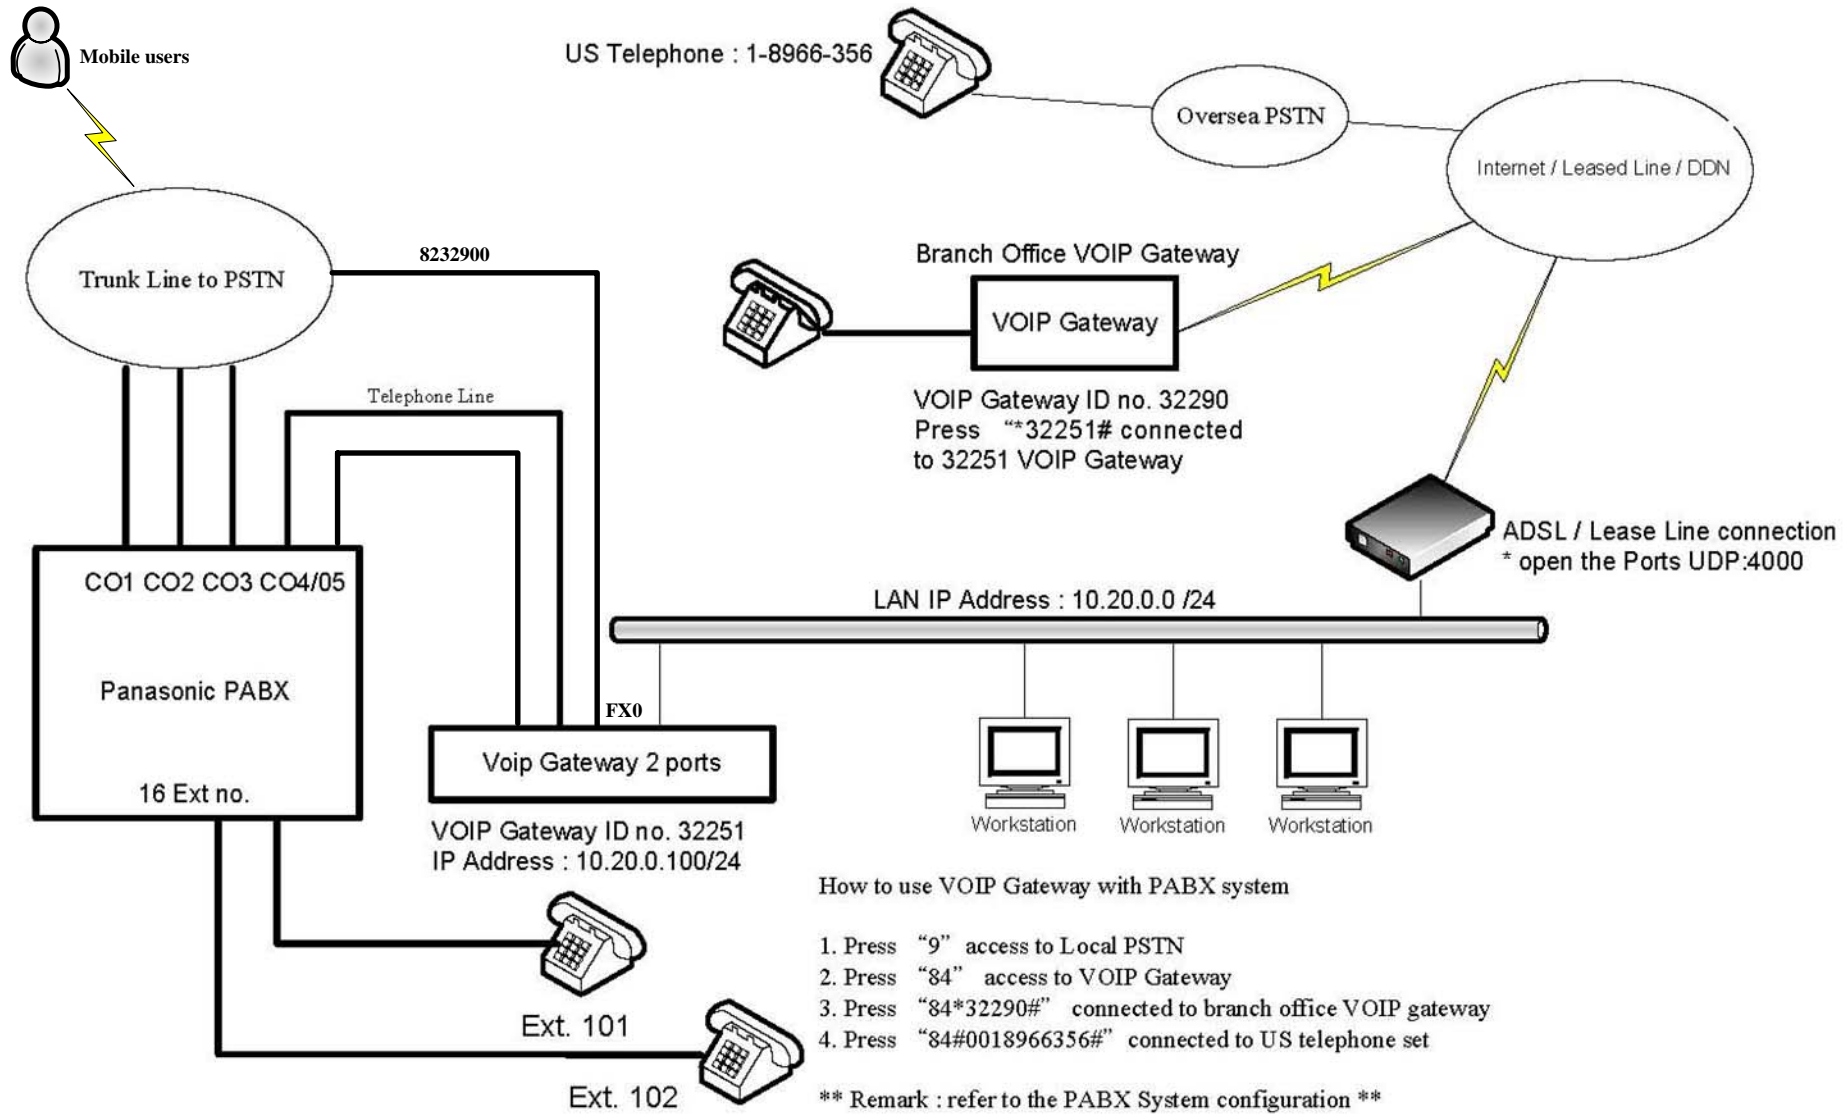 Mobile users
US Telephone : 1-8966-356
Oversea PSTN
Internet / Leased Line / DDN
Trunk Line to PSTN
8232900
Branch Office VOIP Gateway
VOIP Gateway
Telephone Line
VOIP Gateway ID no. 32290
Press “*32251# connected
to 32251 VOIP Gateway
ADSL / Lease Line connection
* open the Ports UDP:4000
CO1 CO2 CO3 CO4/05
LAN IP Address : 10.20.0.0 /24
Panasonic PABX
FX0
Voip Gateway 2 ports
16 Ext no.
Workstation
Workstation
Workstation
VOIP Gateway ID no. 32251
IP Address : 10.20.0.100/24
How to use VOIP Gateway with PABX system
1. Press “9” access to Local PSTN
2. Press “84” access to VOIP Gateway
3. Press “84*32290#” connected to branch office VOIP gateway
4. Press “84#0018966356#” connected to US telephone set
Ext. 101
Ext. 102
** Remark : refer to the PABX System configuration **